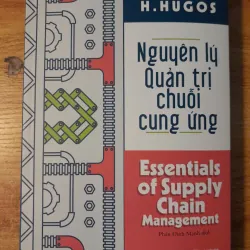 H. HUGOS
Nguyên lý
Quản trị
chuỗi
cung ứng
Essentials
of Supply
Chain
Management